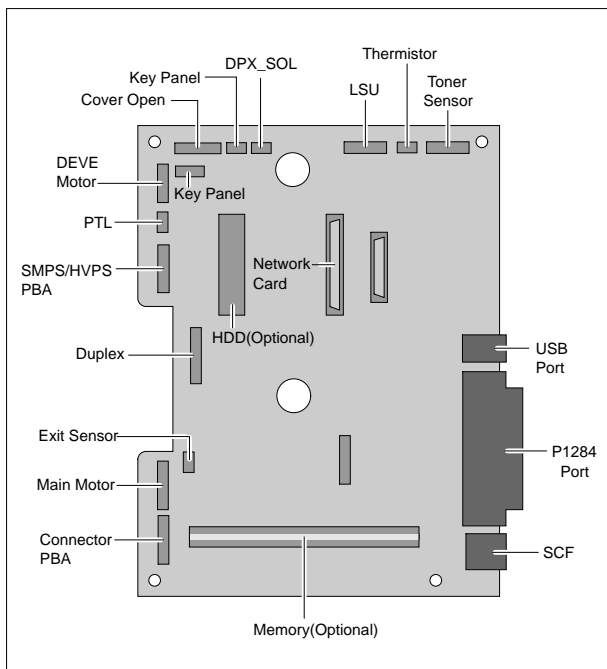 Key Panel
DPX_SOL
Thermistor
Cover Open
LSU
Toner
Sensor
DEVE
Motor
Key Panel
PTL
SMPS/HVPS
PBA
Network
Card
HDD(Optional)
Duplex
USB
Port
Exit Sensor
P1284
Port
Main Motor
Connector
PBA
SCF
Memory(Optional)